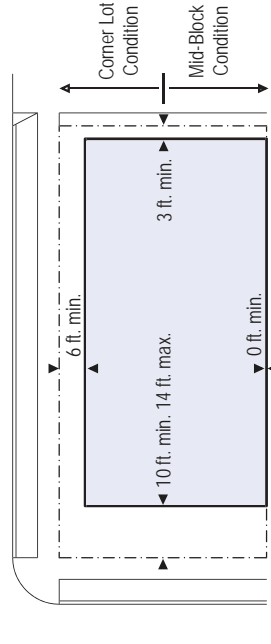 Corner Lot
Condition
Mid-Block
Condition
6 ft. min.
3 ft. min.
10 ft. min. 14 ft. max.
0 ft. min.